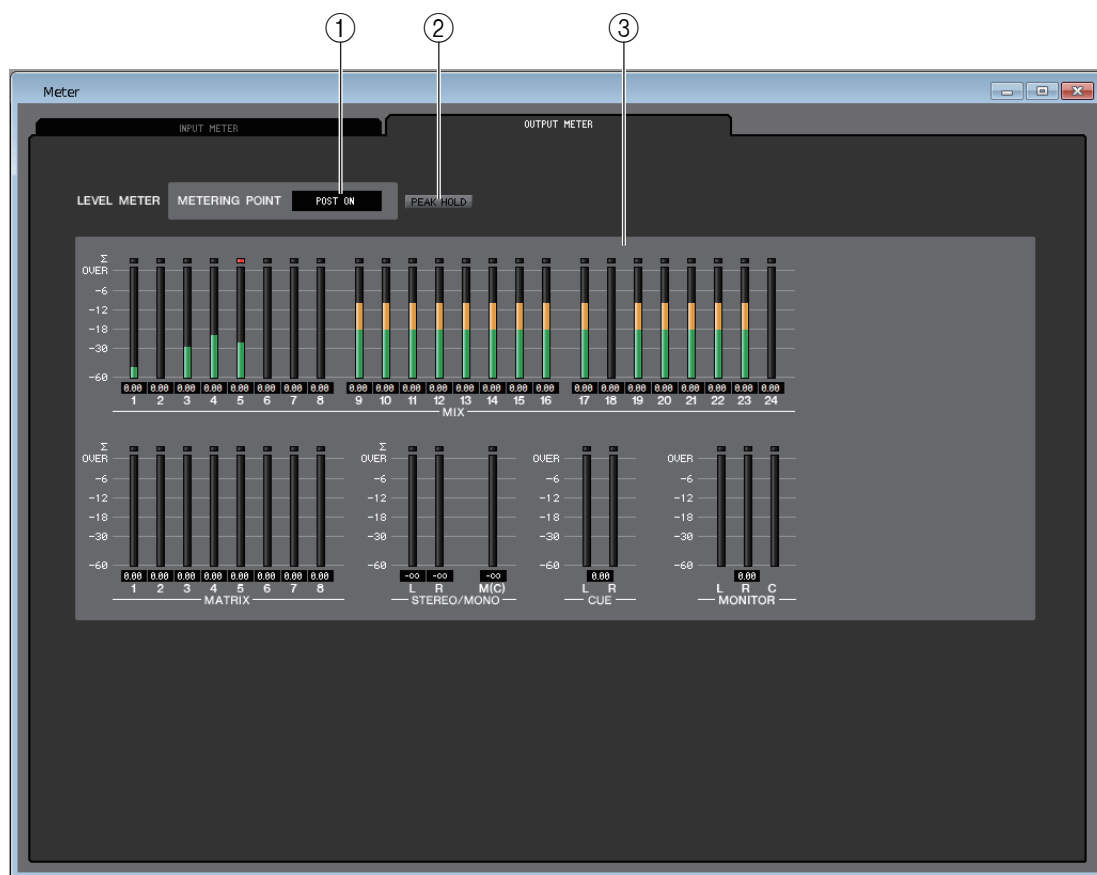 ① ② ③
Meter
INPUT METER OUTPUT METER
LEVEL METER METERING POINT POST ON PEAK HOLD
Σ
OVER
-6
-12
-18
-30
-60
0.00 0.00 0.00 0.00 0.00 0.00 0.00 0.00 0.00 0.00 0.00 0.00 0.00 0.00 0.00 0.00 0.00 0.00 0.00 0.00 0.00 0.00 0.00 0.00
1 2 3 4 5 6 7 8 9 10 11 12 13 14 15 16 17 18 19 20 21 22 23 24
MIX
Σ Σ
OVER OVER OVER OVER
-6 -6 -6 -6
-12 -12 -12 -12
-18 -18 -18 -18
-30 -30 -30 -30
-60 -60 -60 -60
0.00 0.00 0.00 0.00 0.00 0.00 0.00 0.00 -∞ -∞ -∞ 0.00 0.00
1 2 3 4 5 6 7 8 L R M(C) L R L R C
MATRIX STEREO/MONO CUE MONITOR